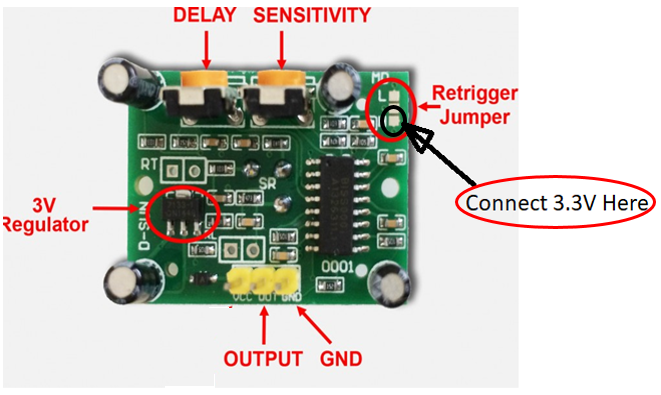 DELAY SENSITIVITY
MD
L
Retrigger
Jumper
RT
SR
Connect 3.3V Here
3V
Regulator
D-SUN
0001
VCC OUT GND
OUTPUT GND